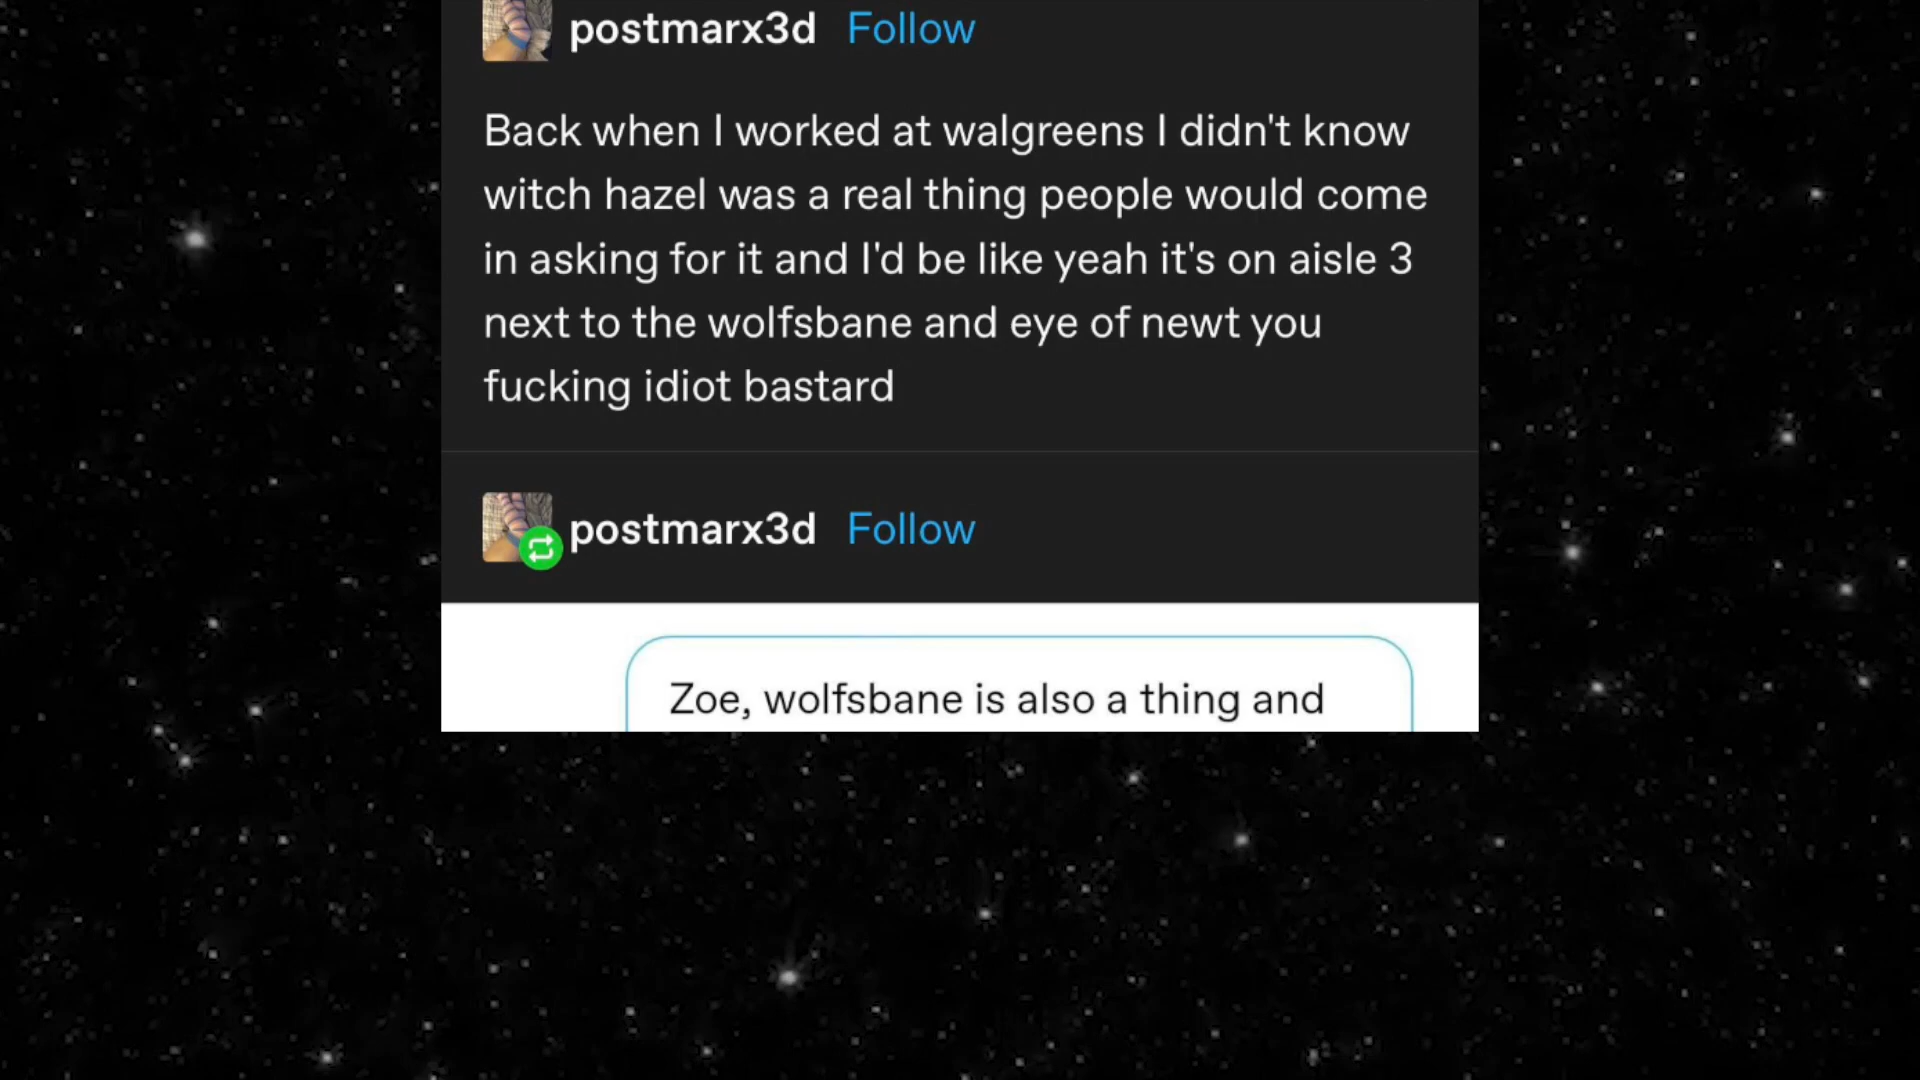 postmarx3d Follow
Back when I worked at walgreens I didn't know
witch hazel was a real thing people would come
in asking for it and I'd be like yeah it's on aisle 3
next to the wolfsbane and eye of newt you
fucking idiot bastard
postmarx3d Follow
Zoe, wolfsbane is also a thing and